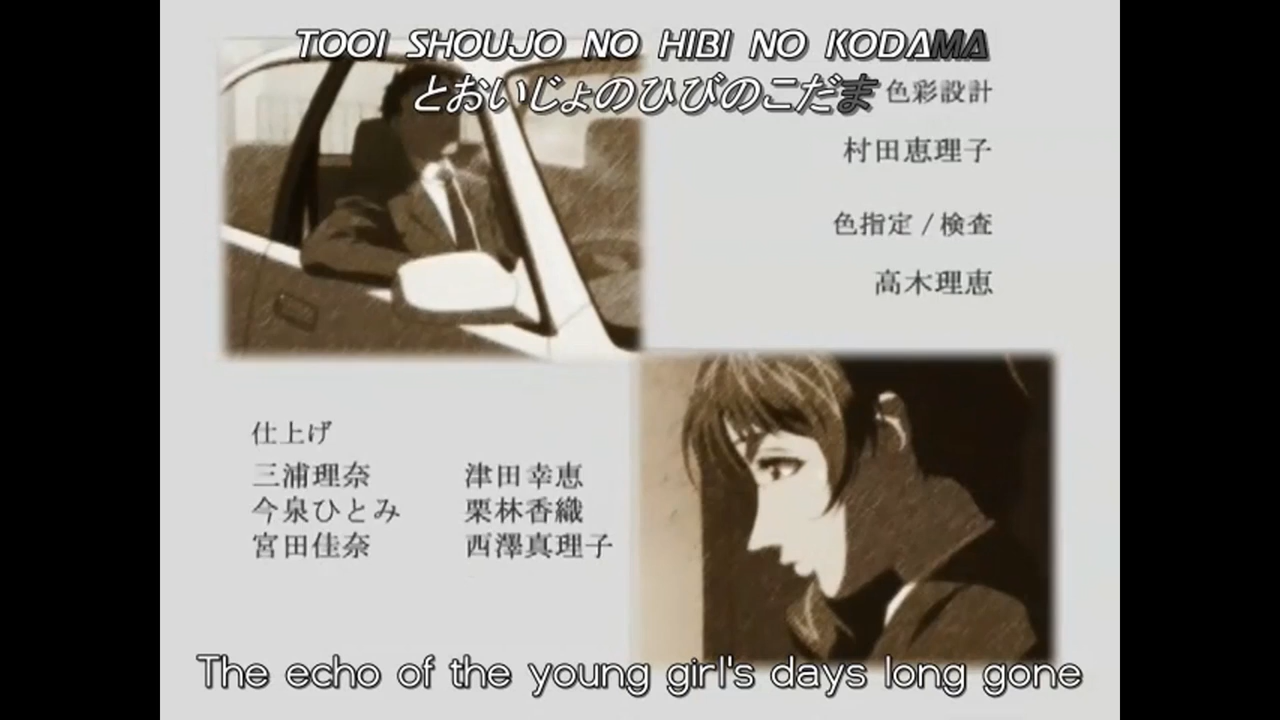 TOOI SHOUJO NO HIBI NO KODAMA
とおいじょのひびのこだま
色彩設計
村田恵理子
色指定 / 検査
高木理恵
仕上げ
三浦理奈 津田幸恵
今泉ひとみ 栗林香織
宮田佳奈 西澤真理子
The echo of the young girl's days long gone